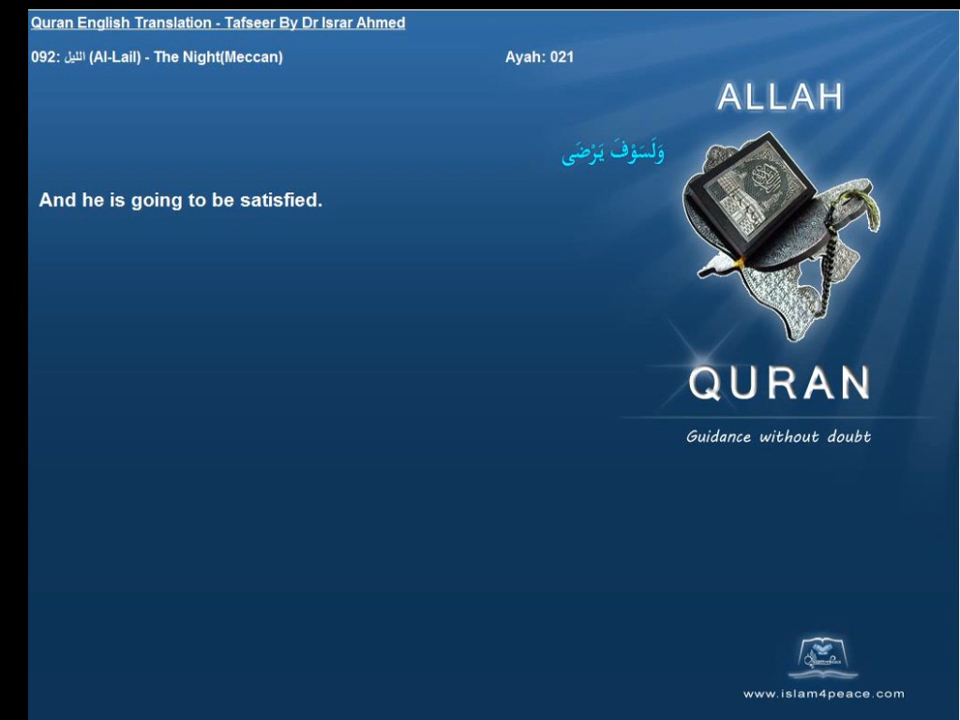 Quran English Translation - Tafseer By Dr Israr Ahmed
092: الليل (Al-Lail) - The Night(Meccan)
Ayah: 021
ALLAH
وَلَسَوْفَ يَرْضَى
And he is going to be satisfied.
QURAN
Guidance without doubt
www.islam4peace.com